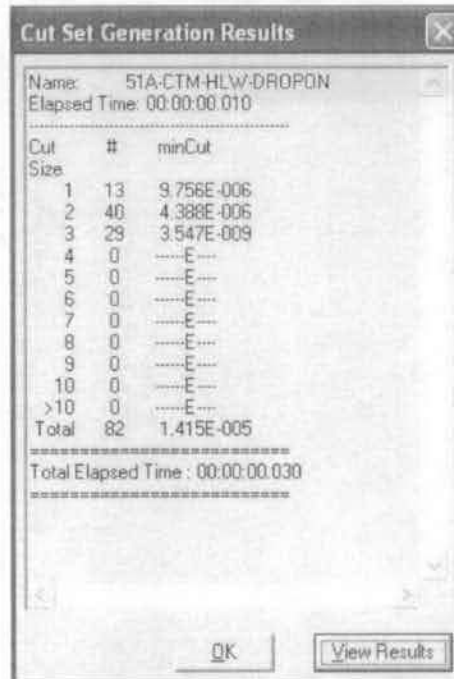 Cut Set Generation Results
Name: 51A-CTM-HLW-DROPON
Elapsed Time: 00:00:00.010
----------------------------------------
Cut # minCut
Size
1 13 9.756E-006
2 40 4.388E-006
3 29 3.547E-009
4 0 -----E----
5 0 -----E----
6 0 -----E----
7 0 -----E----
8 0 -----E----
9 0 -----E----
10 0 -----E----
>10 0 -----E----
Total 82 1.415E-005
===========================
Total Elapsed Time : 00:00:00.030
===========================
OK View Results